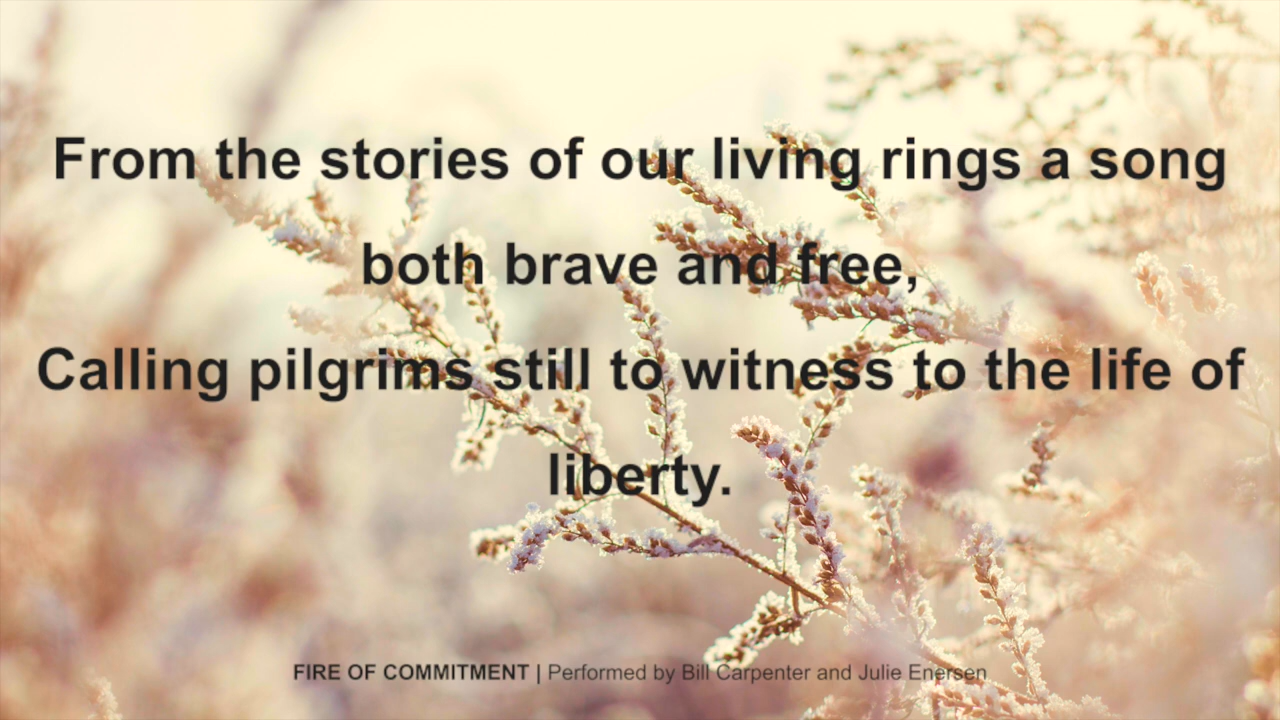 From the stories of our living rings a song
both brave and free,
Calling pilgrims still to witness to the life of
liberty.
FIRE OF COMMITMENT | Performed by Bill Carpenter and Julie Enersen